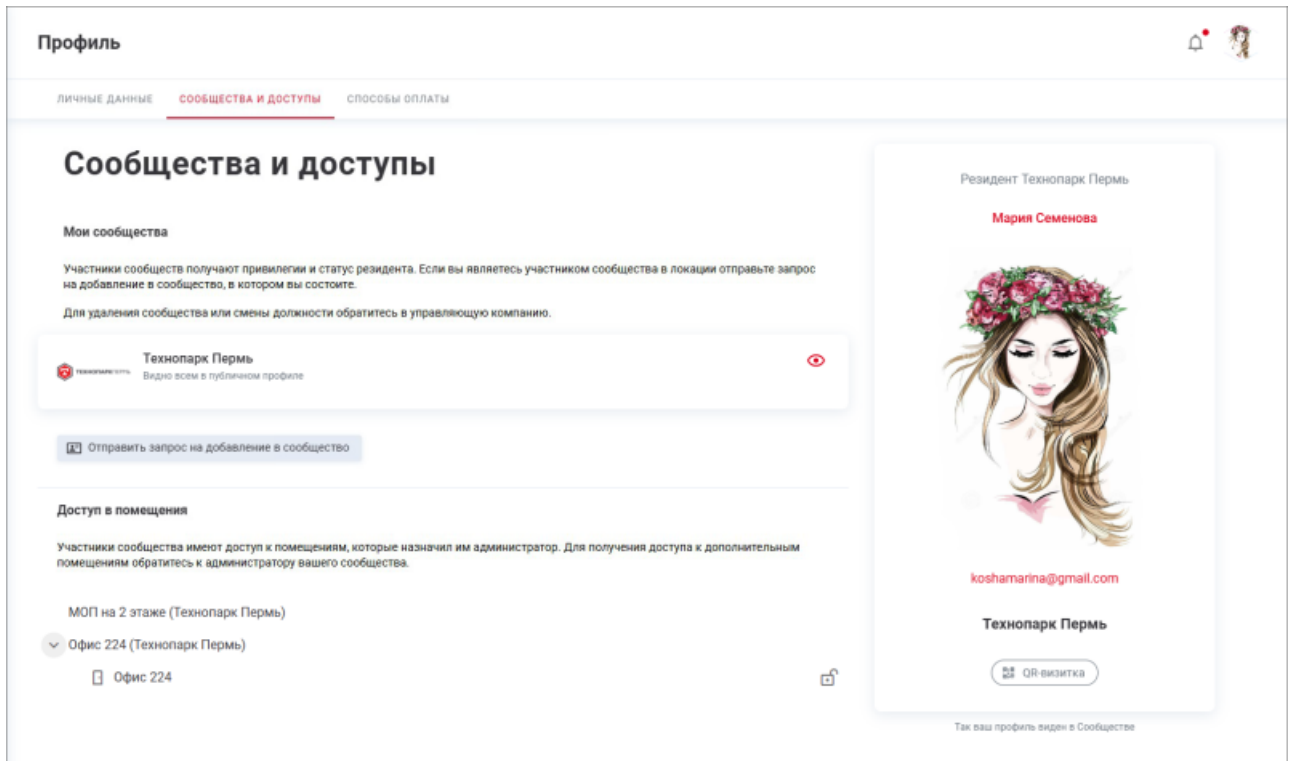 Профиль
ЛИЧНЫЕ ДАННЫЕ СООБЩЕСТВА И ДОСТУПЫ СПОСОБЫ ОПЛАТЫ
Сообщества и доступы
Мои сообщества
Участники сообществ получают привилегии и статус резидента. Если вы являетесь участником сообщества в локации отправьте запрос
на добавление в сообщество, в котором вы состоите.
Для удаления сообщества или смены должности обратитесь в управляющую компанию.
ТЕХНОПАРК ПЕРМЬ
Технопарк Пермь
Видно всем в публичном профиле
Отправить запрос на добавление в сообщество
Доступ в помещения
Участники сообщества имеют доступ к помещениям, которые назначил им администратор. Для получения доступа к дополнительным
помещениям обратитесь к администратору вашего сообщества.
МОП на 2 этаже (Технопарк Пермь)
Офис 224 (Технопарк Пермь)
Офис 224
Резидент Технопарк Пермь
Мария Семенова
koshamarina@gmail.com
Технопарк Пермь
QR-визитка
Так ваш профиль виден в Сообществе